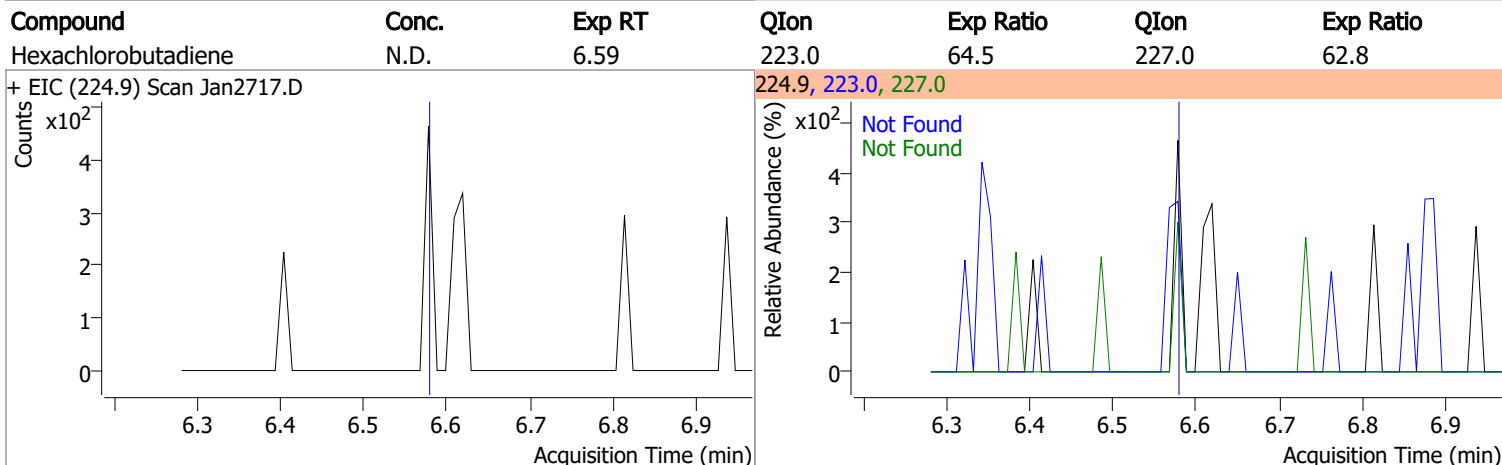 Compound Conc. Exp RT QIon Exp Ratio QIon Exp Ratio
Hexachlorobutadiene N.D. 6.59 223.0 64.5 227.0 62.8
+ EIC (224.9) Scan Jan2717.D
Counts
x10²
4
3
2
1
0
6.3 6.4 6.5 6.6 6.7 6.8 6.9
Acquisition Time (min)
224.9, 223.0, 227.0
Relative Abundance (%)
x10²
Not Found
Not Found
4
3
2
1
0
6.3 6.4 6.5 6.6 6.7 6.8 6.9
Acquisition Time (min)